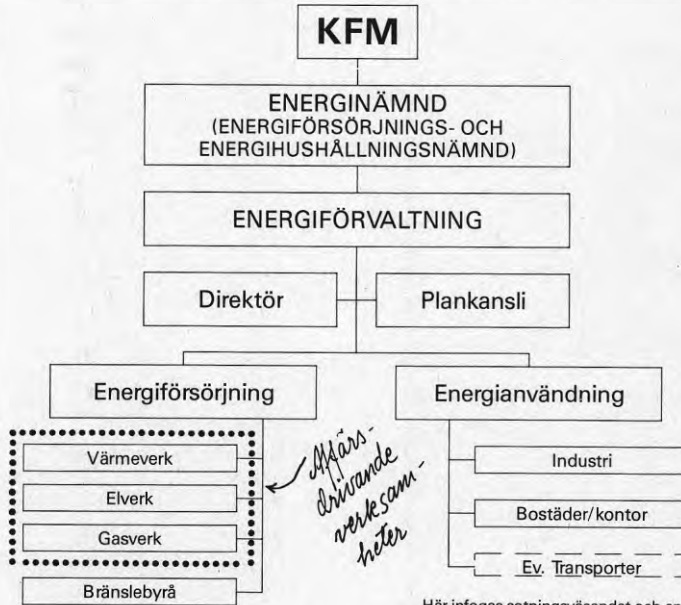 KFM
ENERGINÄMND
(ENERGIFÖRSÖRJNINGS- OCH
ENERGIHUSHÅLLNINGSNÄMND)
ENERGIFÖRVALTNING
Direktör
Plankansli
Energiförsörjning
Energianvändning
Värmeverk
Elverk
Gasverk
Bränslebyrå
Affärs-
drivande
verksam-
heter
Industri
Bostäder/kontor
Ev. Transporter